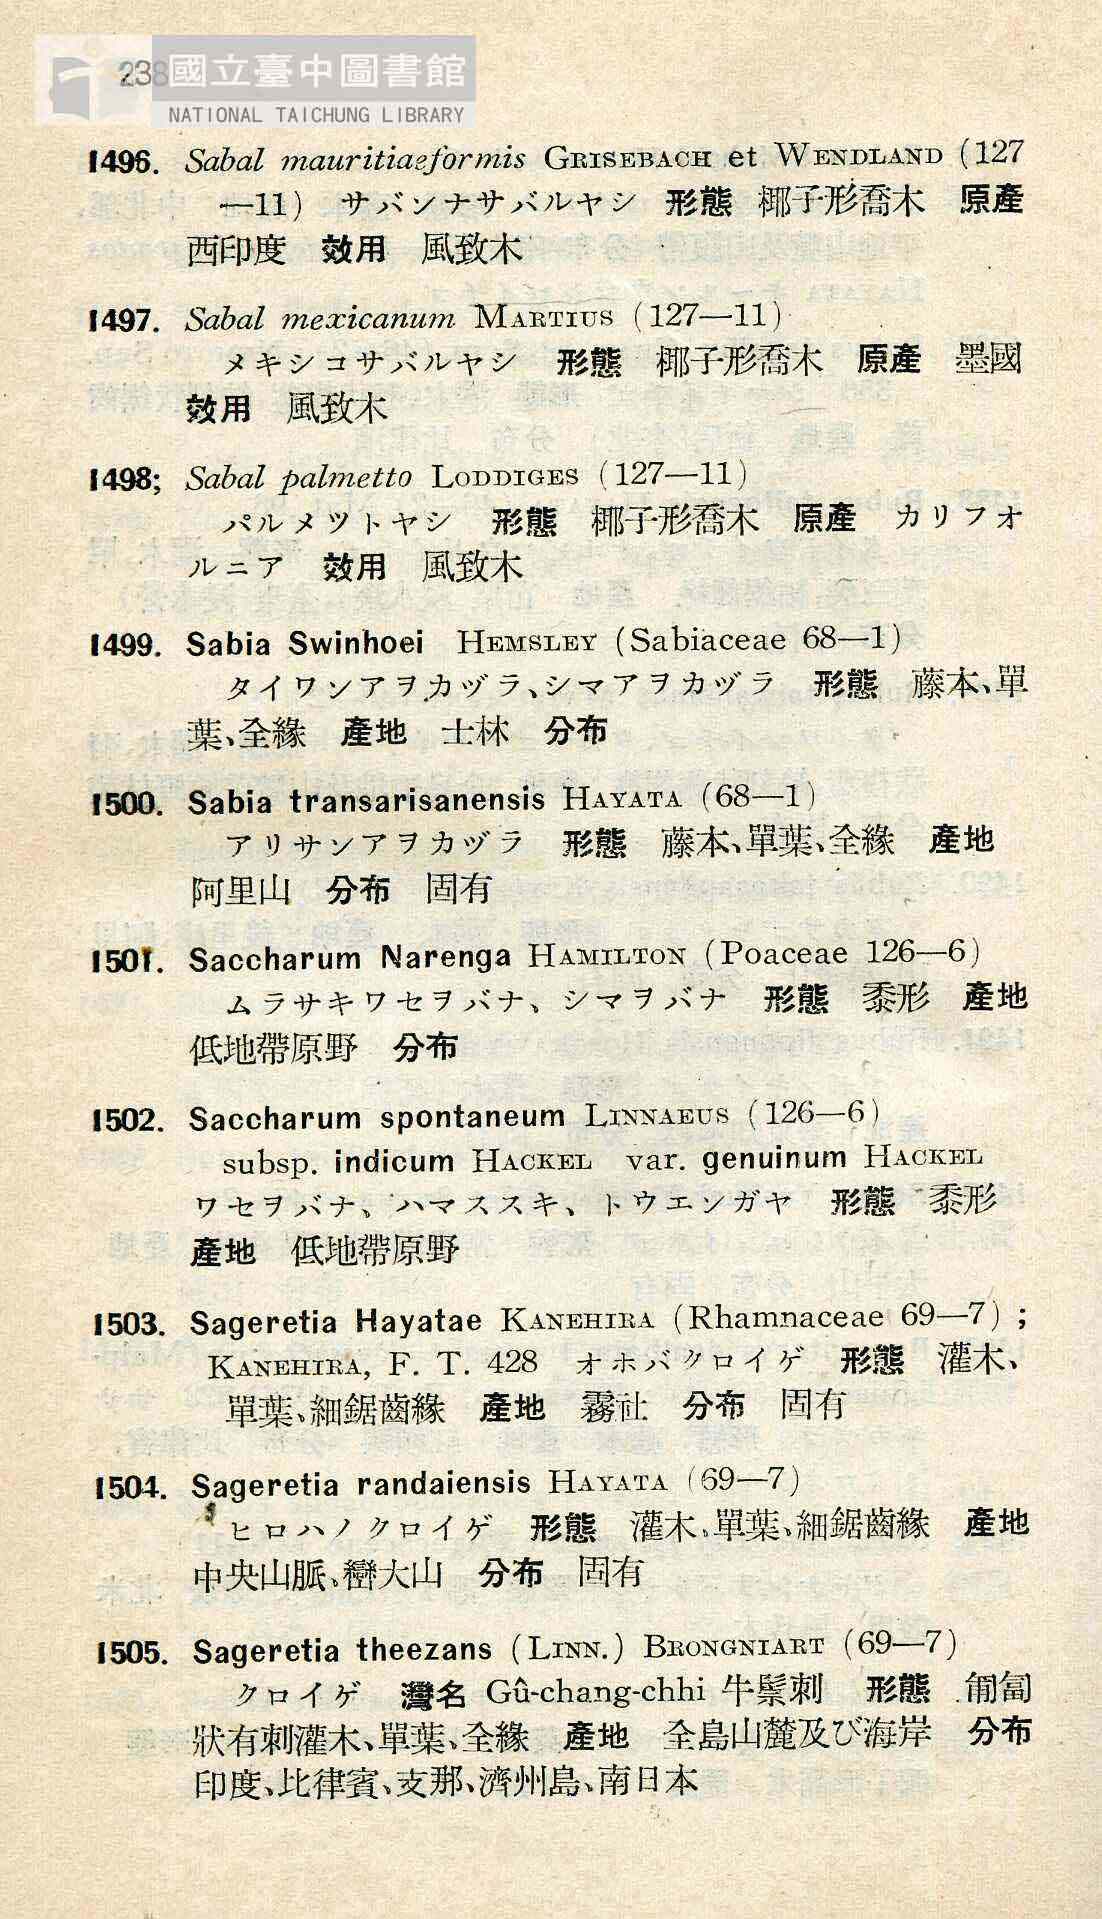 238
國立臺中圖書館
NATIONAL TAICHUNG LIBRARY
1496. Sabal mauritiaeformis GRISEBACH et WENDLAND (127
—11) サバンナサバルヤシ 形態 椰子形喬木 原產
西印度 效用 風致木
1497. Sabal mexicanum MARTIUS (127—11)
メキシコサバルヤシ 形態 椰子形喬木 原產 墨國
效用 風致木
1498; Sabal palmetto LODDIGES (127—11)
パルメツトヤシ 形態 椰子形喬木 原產 カリフオ
ルニア 效用 風致木
1499. Sabia Swinhoei HEMSLEY (Sabiaceae 68—1)
タイワンアヲカヅラ、シマアヲカヅラ 形態 藤本、單
葉、全緣 產地 士林 分布
1500. Sabia transarisanensis HAYATA (68—1)
アリサンアヲカヅラ 形態 藤本、單葉、全緣 產地
阿里山 分布 固有
1501. Saccharum Narenga HAMILTON (Poaceae 126—6)
ムラサキワセヲバナ、シマヲバナ 形態 黍形 產地
低地帶原野 分布
1502. Saccharum spontaneum LINNAEUS (126—6)
subsp. indicum HACKEL var. genuinum HACKEL
ワセヲバナ、ハマススキ、トウエンガヤ 形態 黍形
產地 低地帶原野
1503. Sageretia Hayatae KANEHIRA (Rhamnaceae 69—7) ;
KANEHIRA, F. T. 428 オホバクロイゲ 形態 灌木、
單葉、細鋸齒緣 產地 霧社 分布 固有
1504. Sageretia randaiensis HAYATA (69—7)
ヒロハノクロイゲ 形態 灌木、單葉、細鋸齒緣 產地
中央山脈、巒大山 分布 固有
1505. Sageretia theezans (LINN.) BRONGNIART (69—7)
クロイゲ 灣名 Gû-chang-chhi 牛鬃刺 形態 匍匐
狀有刺灌木、單葉、全緣 產地 全島山麓及び海岸 分布
印度、比律賓、支那、濟州島、南日本